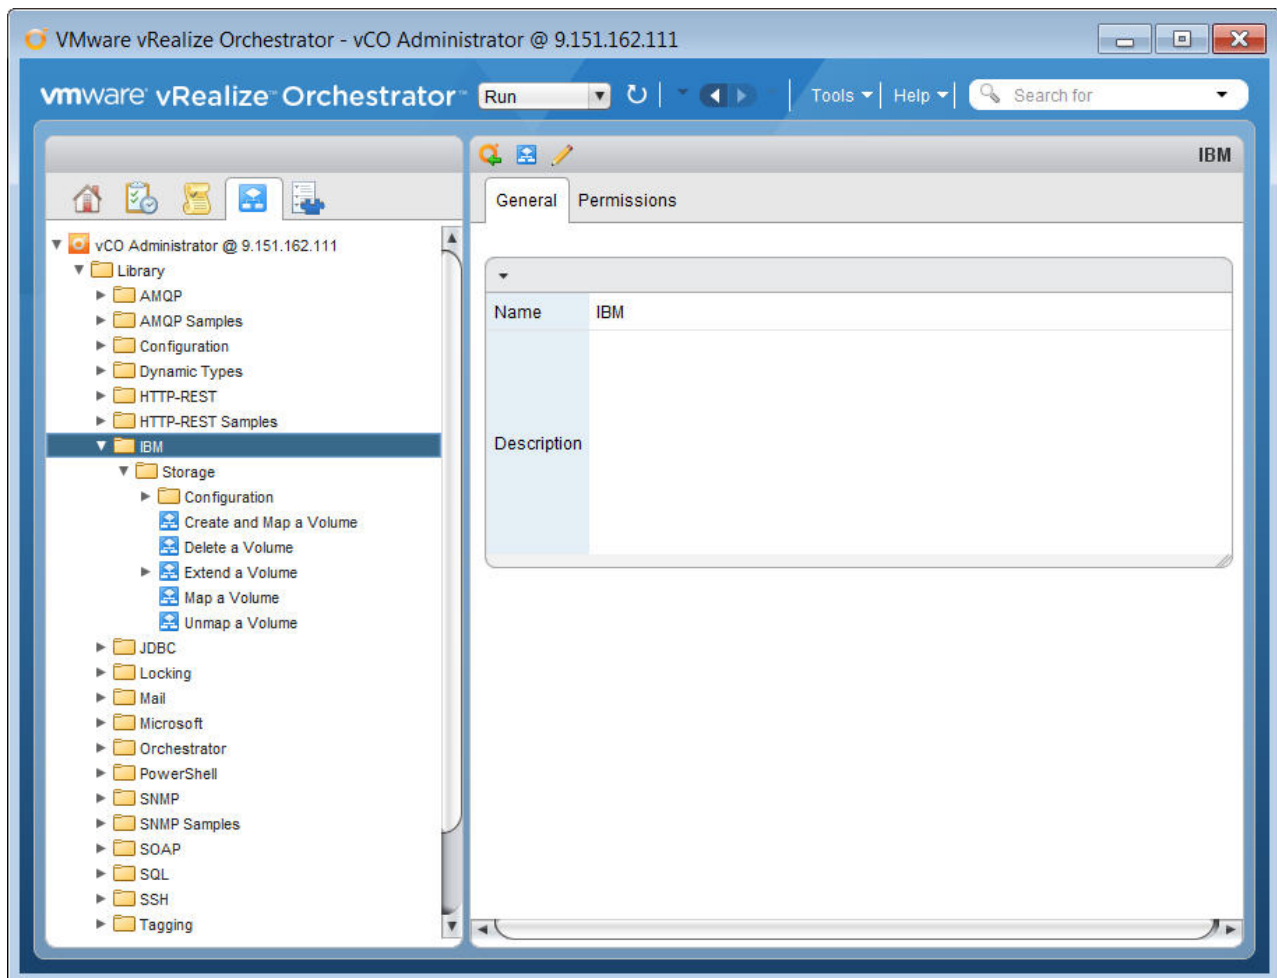 VMware vRealize Orchestrator - vCO Administrator @ 9.151.162.111
vmware vRealize™ Orchestrator™ Run Tools Help Search for
IBM
General Permissions
vCO Administrator @ 9.151.162.111
Library
AMQP
AMQP Samples
Configuration
Dynamic Types
HTTP-REST
HTTP-REST Samples
IBM
Storage
Configuration
Create and Map a Volume
Delete a Volume
Extend a Volume
Map a Volume
Unmap a Volume
JDBC
Locking
Mail
Microsoft
Orchestrator
PowerShell
SNMP
SNMP Samples
SOAP
SQL
SSH
Tagging
Name IBM
Description